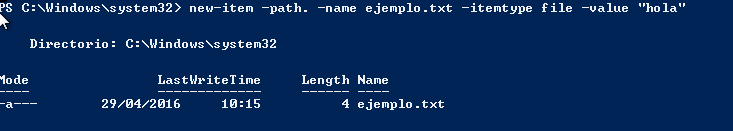 PS C:\Windows\system32> new-item -path. -name ejemplo.txt -itemtype file -value "hola"
Directorio: C:\Windows\system32
Mode LastWriteTime Length Name
---- ------------- ------ ----
-a--- 29/04/2016 10:15 4 ejemplo.txt